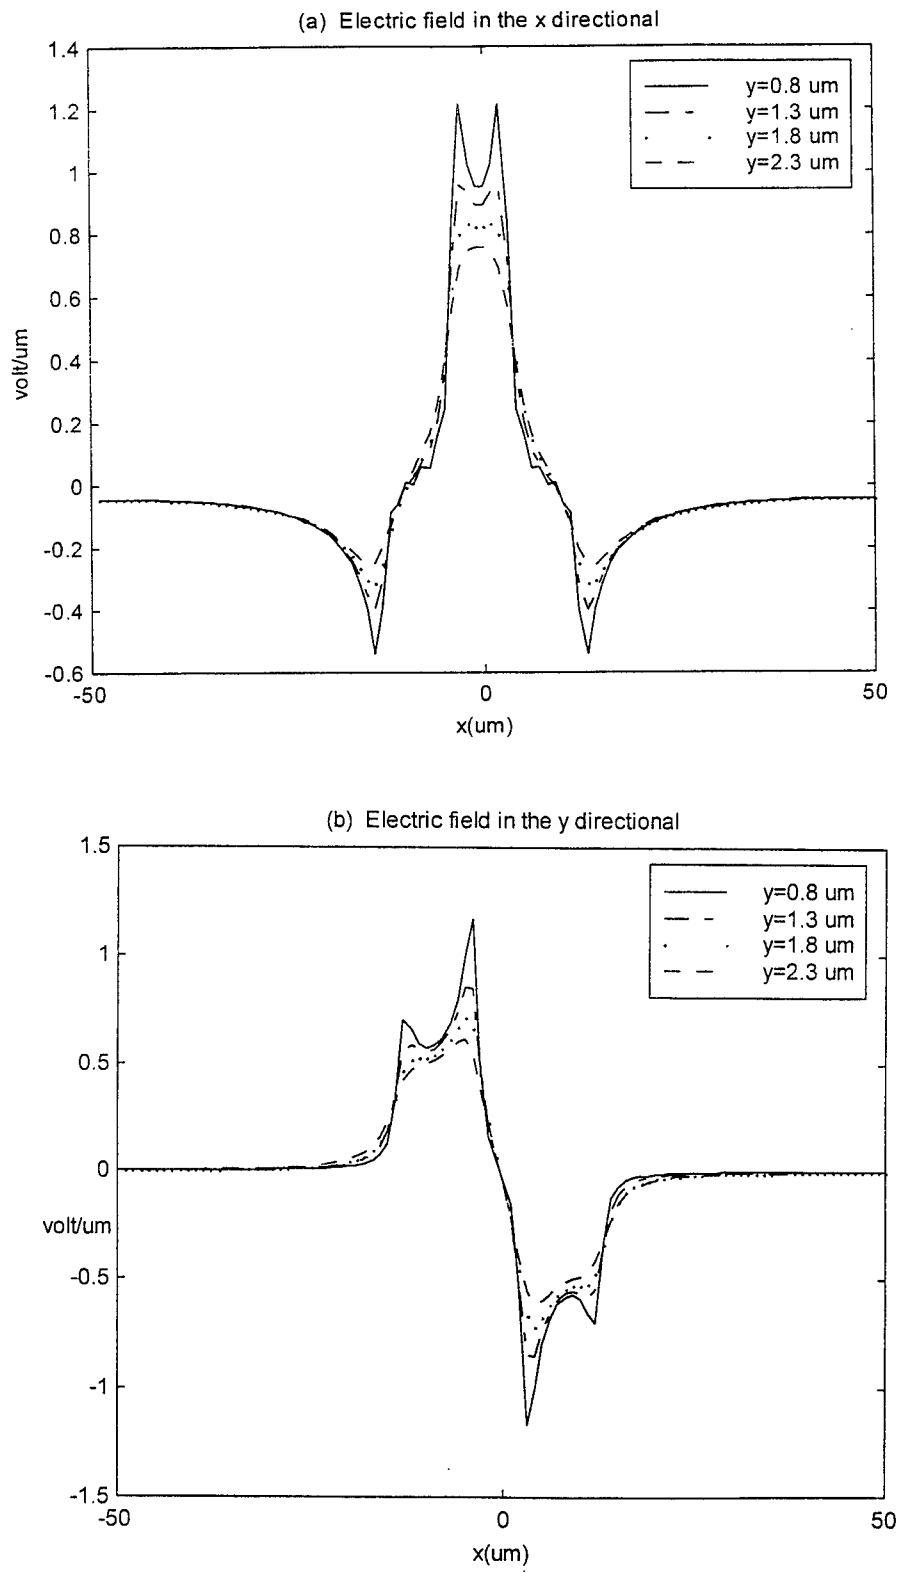 (a) Electric field in the x directional
1.4
1.2
1
0.8
0.6
0.4
0.2
0
-0.2
-0.4
-0.6
volt/um
y=0.8 um
y=1.3 um
y=1.8 um
y=2.3 um
-50 0 50
x(um)
(b) Electric field in the y directional
1.5
1
0.5
0
volt/um
-0.5
-1
-1.5
y=0.8 um
y=1.3 um
y=1.8 um
y=2.3 um
-50 0 50
x(um)